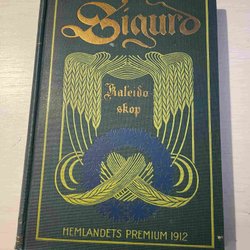 Sigurd
Kaleido
skop
HEMLANDETS PREMIUM 1912